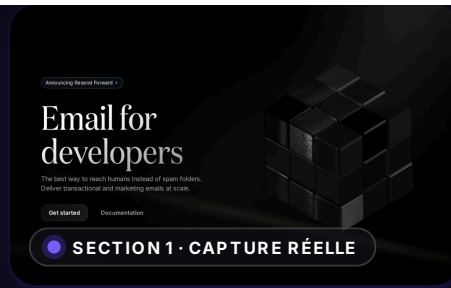 Announcing Resend Forward ›
Email for
developers
The best way to reach humans instead of spam folders.
Deliver transactional and marketing emails at scale.
Get started
Documentation
SECTION 1 · CAPTURE RÉELLE